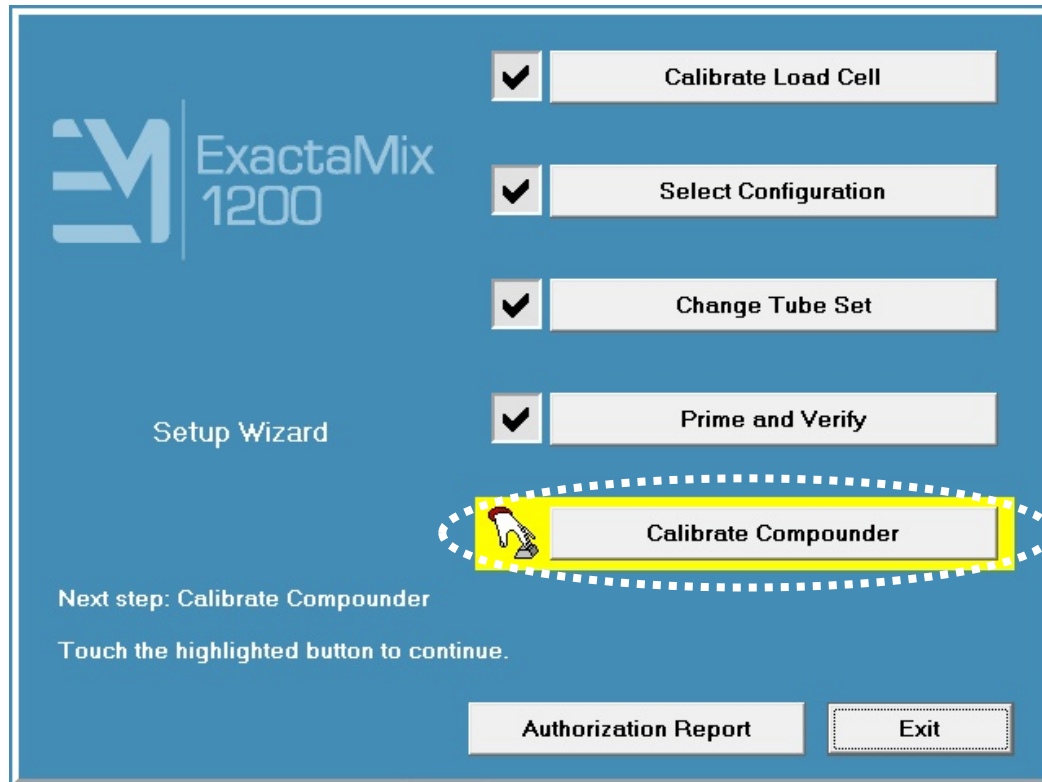 Calibrate Load Cell
EM
ExactaMix
1200
Select Configuration
Change Tube Set
Setup Wizard
Prime and Verify
Calibrate Compounder
Next step: Calibrate Compounder
Touch the highlighted button to continue.
Authorization Report
Exit